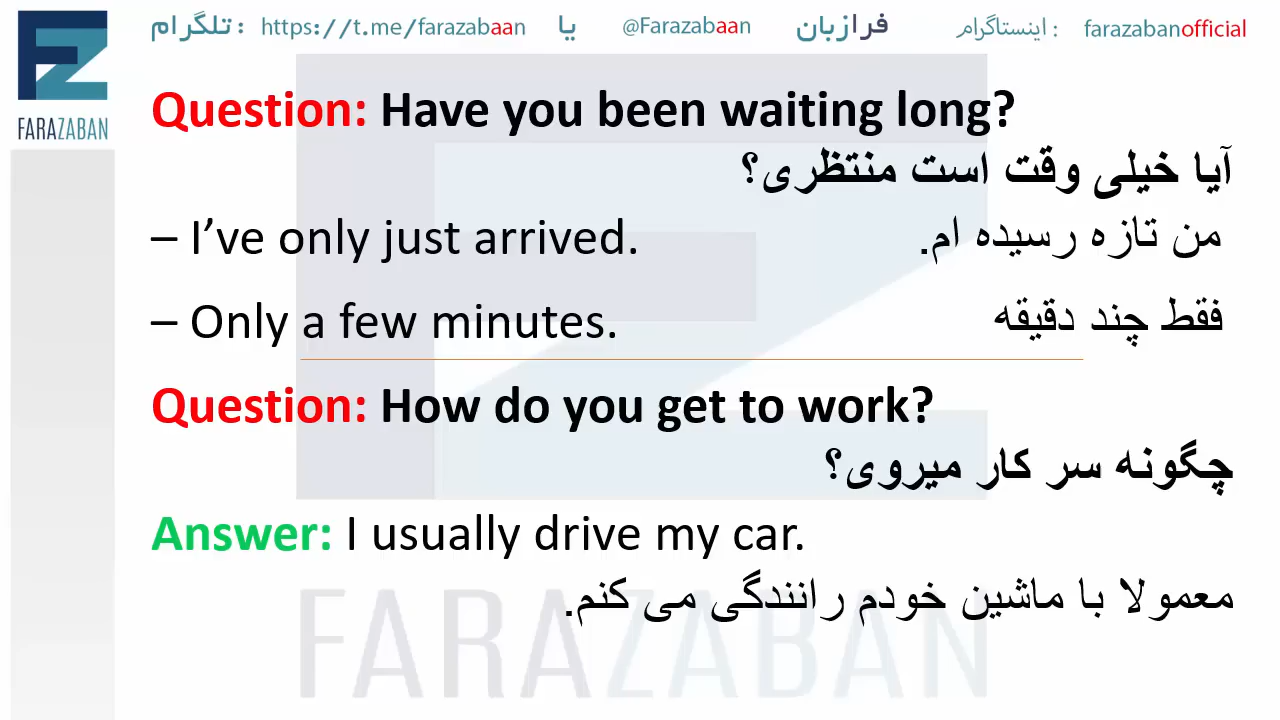 تلگرام : https://t.me/farazabaan یا @Farazabaan فرازبان اینستاگرام : farazabanofficial
FARAZABAN
Question: Have you been waiting long?
آیا خیلی وقت است منتظری؟
– I’ve only just arrived. من تازه رسیده ام.
– Only a few minutes. فقط چند دقیقه
Question: How do you get to work?
چگونه سر کار میروی؟
Answer: I usually drive my car.
معمولا با ماشین خودم رانندگی می کنم.
FARAZABAN